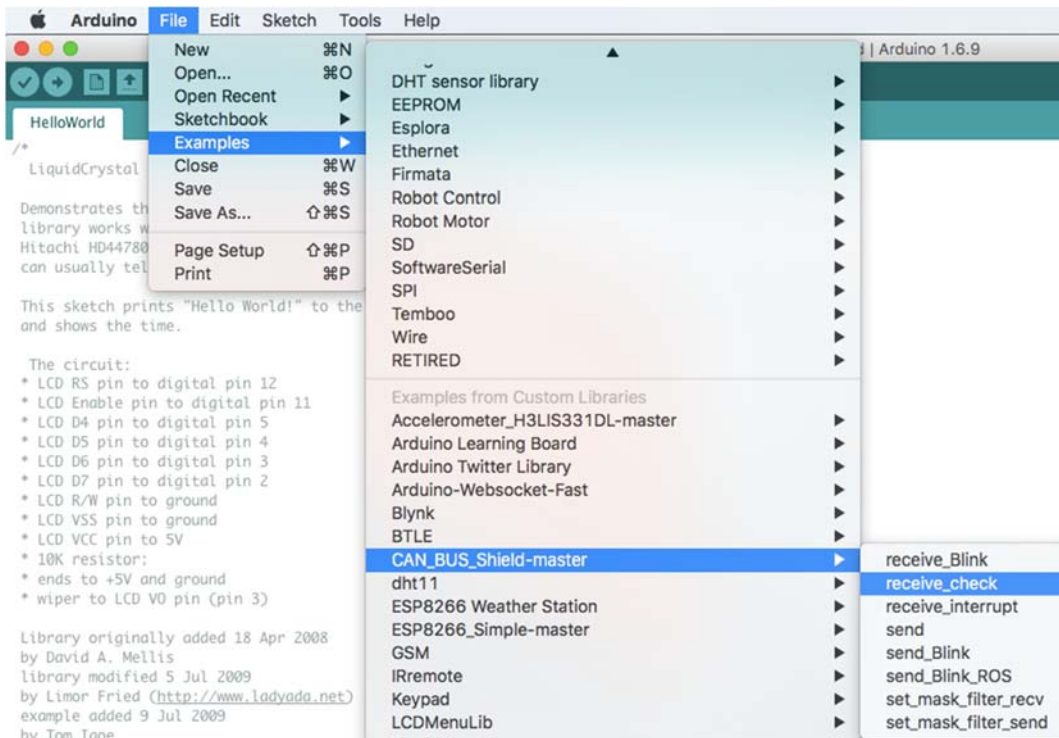 Arduino File Edit Sketch Tools Help
| Arduino 1.6.9
HelloWorld
New ⌘N
Open... ⌘O
Open Recent
Sketchbook
Examples
Close ⌘W
Save ⌘S
Save As... ⇧⌘S
Page Setup ⇧⌘P
Print ⌘P
DHT sensor library
EEPROM
Esplora
Ethernet
Firmata
Robot Control
Robot Motor
SD
SoftwareSerial
SPI
Temboo
Wire
RETIRED
Examples from Custom Libraries
Accelerometer_H3LIS331DL-master
Arduino Learning Board
Arduino Twitter Library
Arduino-Websocket-Fast
Blynk
BTLE
CAN_BUS_Shield-master
dht11
ESP8266 Weather Station
ESP8266_Simple-master
GSM
IRremote
Keypad
LCDMenuLib
receive_Blink
receive_check
receive_interrupt
send
send_Blink
send_Blink_ROS
set_mask_filter_recv
set_mask_filter_send
/*
LiquidCrystal
Demonstrates th
library works w
Hitachi HD44780
can usually tel
This sketch prints "Hello World!" to the
and shows the time.
The circuit:
* LCD RS pin to digital pin 12
* LCD Enable pin to digital pin 11
* LCD D4 pin to digital pin 5
* LCD D5 pin to digital pin 4
* LCD D6 pin to digital pin 3
* LCD D7 pin to digital pin 2
* LCD R/W pin to ground
* LCD VSS pin to ground
* LCD VCC pin to 5V
* 10K resistor:
* ends to +5V and ground
* wiper to LCD VO pin (pin 3)
Library originally added 18 Apr 2008
by David A. Mellis
library modified 5 Jul 2009
by Limor Fried (http://www.ladyada.net)
example added 9 Jul 2009
by Tom Igoe